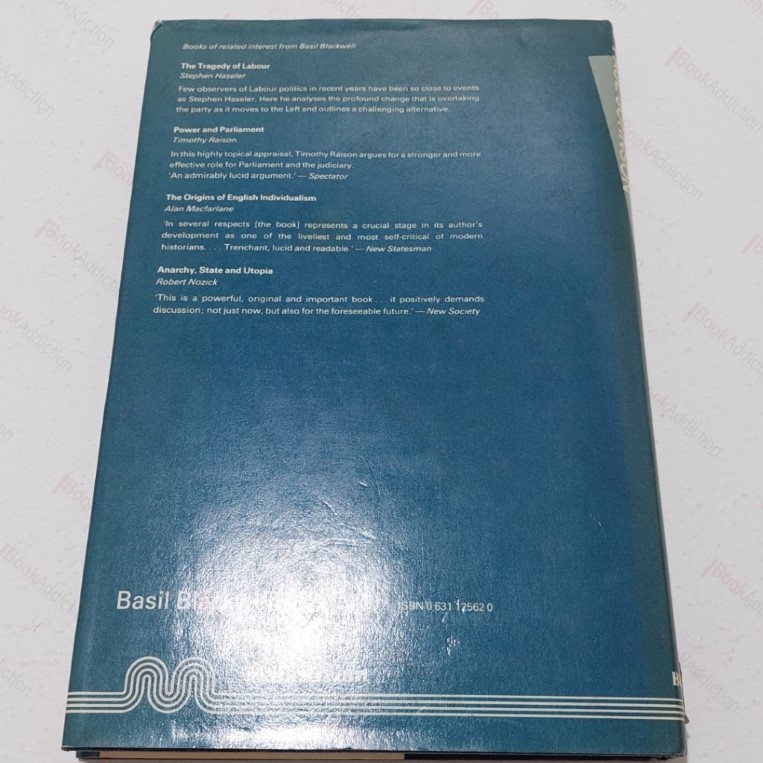 Books of related interest from Basil Blackwell
The Tragedy of Labour
Stephen Haseler
Few observers of Labour politics in recent years have been so close to events
as Stephen Haseler. Here he analyses the profound change that is overtaking
the party as it moves to the Left and outlines a challenging alternative.
Power and Parliament
Timothy Raison
In this highly topical appraisal, Timothy Raison argues for a stronger and more
effective role for Parliament and the judiciary.
'An admirably lucid argument.' — Spectator
The Origins of English Individualism
Alan Macfarlane
'In several respects [the book] represents a crucial stage in its author's
development as one of the liveliest and most self-critical of modern
historians. . . . Trenchant, lucid and readable.' — New Statesman
Anarchy, State and Utopia
Robert Nozick
'This is a powerful, original and important book . . . it positively demands
discussion; not just now, but also for the foreseeable future.' — New Society
Basil
ISBN 0 631 12562 0
BookAddiction